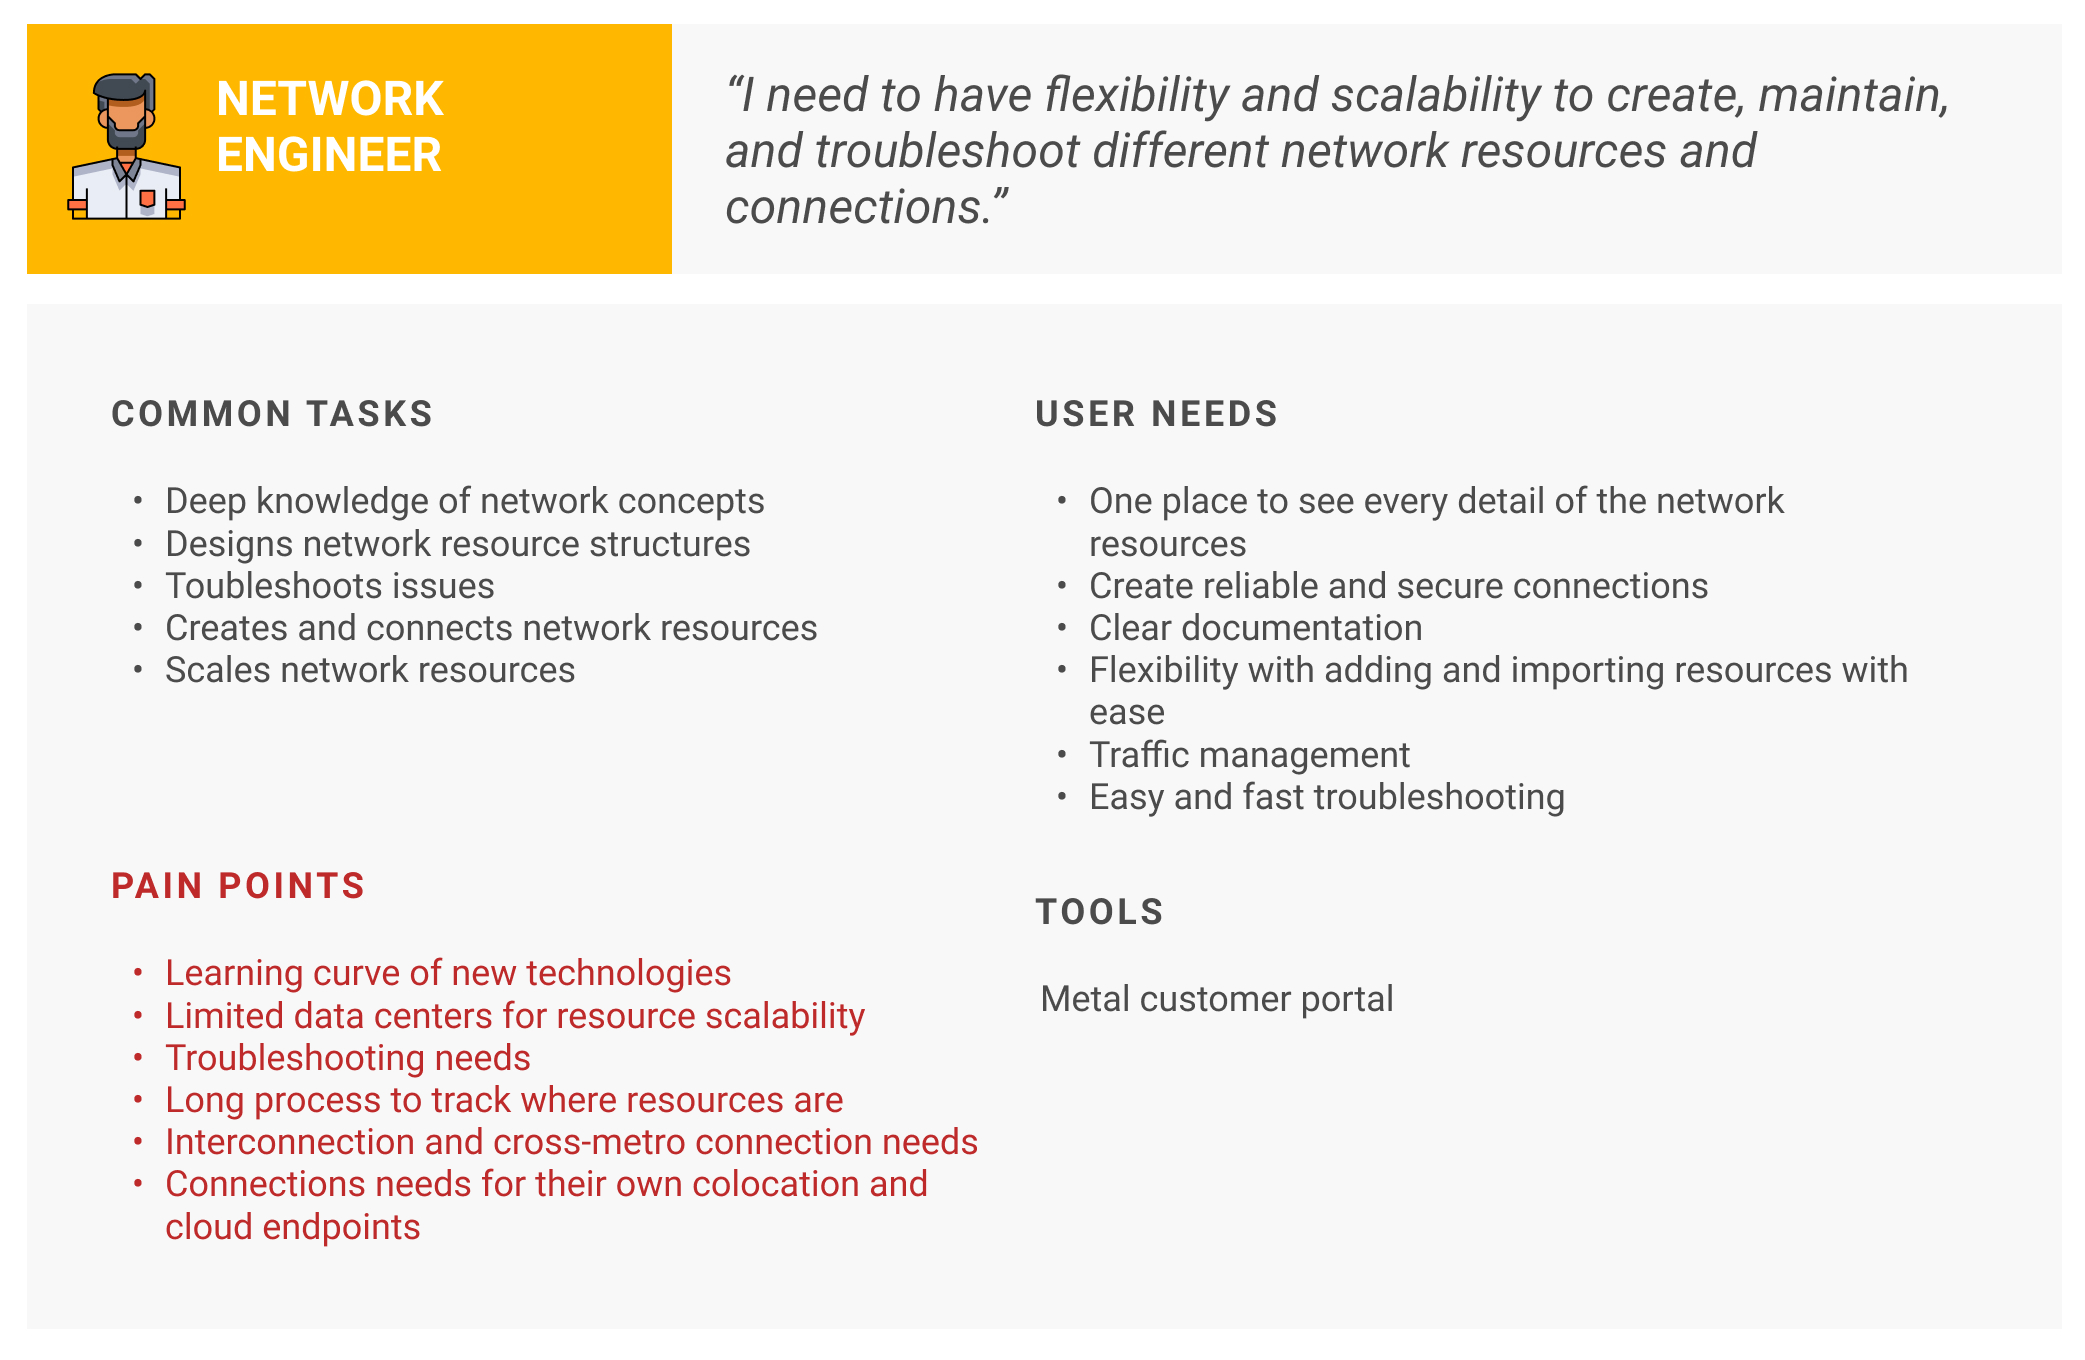 NETWORK
ENGINEER
“I need to have flexibility and scalability to create, maintain,
and troubleshoot different network resources and
connections.”
COMMON TASKS
• Deep knowledge of network concepts
• Designs network resource structures
• Toubleshoots issues
• Creates and connects network resources
• Scales network resources
PAIN POINTS
• Learning curve of new technologies
• Limited data centers for resource scalability
• Troubleshooting needs
• Long process to track where resources are
• Interconnection and cross-metro connection needs
• Connections needs for their own colocation and
cloud endpoints
USER NEEDS
• One place to see every detail of the network
resources
• Create reliable and secure connections
• Clear documentation
• Flexibility with adding and importing resources with
ease
• Traffic management
• Easy and fast troubleshooting
TOOLS
Metal customer portal